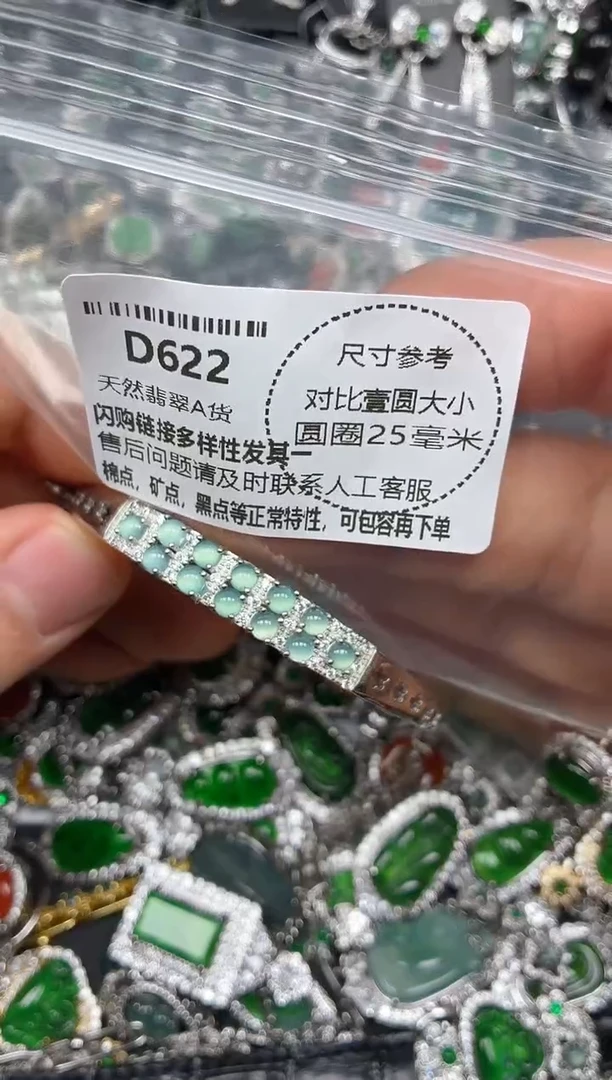 D622
天然翡翠A货
闪购链接多样性发其一
售后问题请及时联系人工客服
棉点，矿点，黑点等正常特性，可包容再下单
尺寸参考
对比壹圆大小
圆圈25毫米